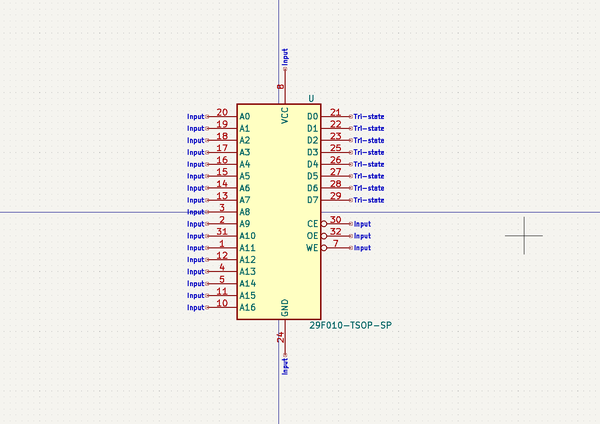 Input
8
U
VCC
Input 20 A0 D0 21 Tri-state
Input 19 A1 D1 22 Tri-state
Input 18 A2 D2 23 Tri-state
Input 17 A3 D3 25 Tri-state
Input 16 A4 D4 26 Tri-state
Input 15 A5 D5 27 Tri-state
Input 14 A6 D6 28 Tri-state
Input 13 A7 D7 29 Tri-state
Input 3 A8
Input 2 A9 CE 30 Input
Input 31 A10 OE 32 Input
Input 1 A11 WE 7 Input
Input 12 A12
Input 4 A13
Input 5 A14
Input 11 A15
Input 10 A16
GND
29F010-TSOP-SP
24
Input